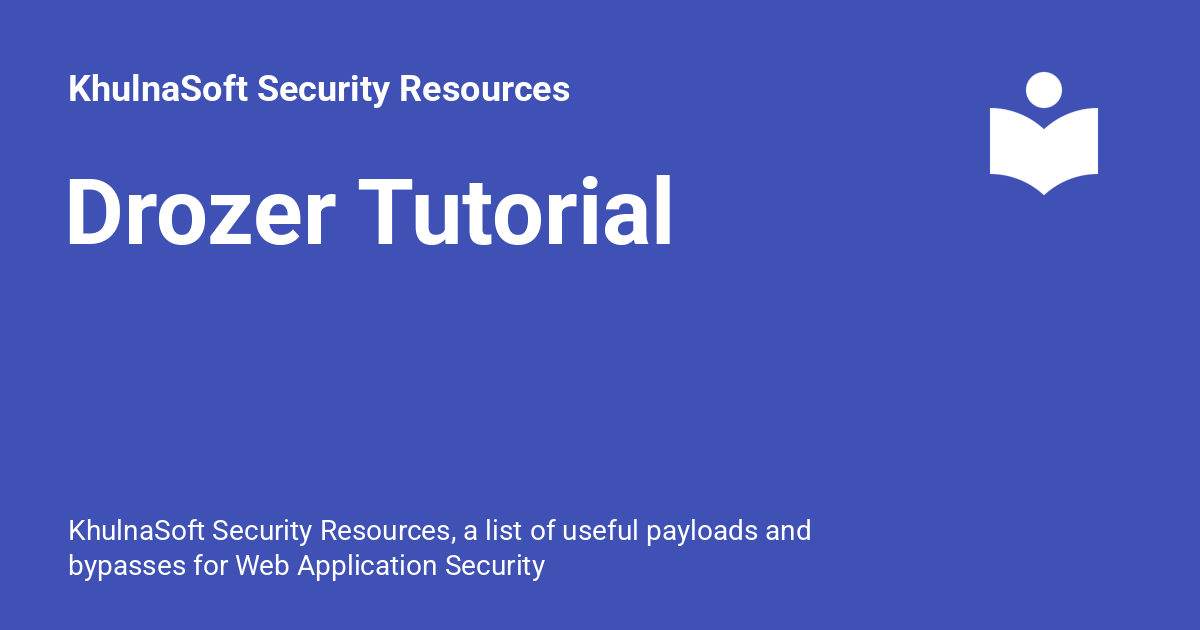 KhulnaSoft Security Resources
Drozer Tutorial
KhulnaSoft Security Resources, a list of useful payloads and
bypasses for Web Application Security